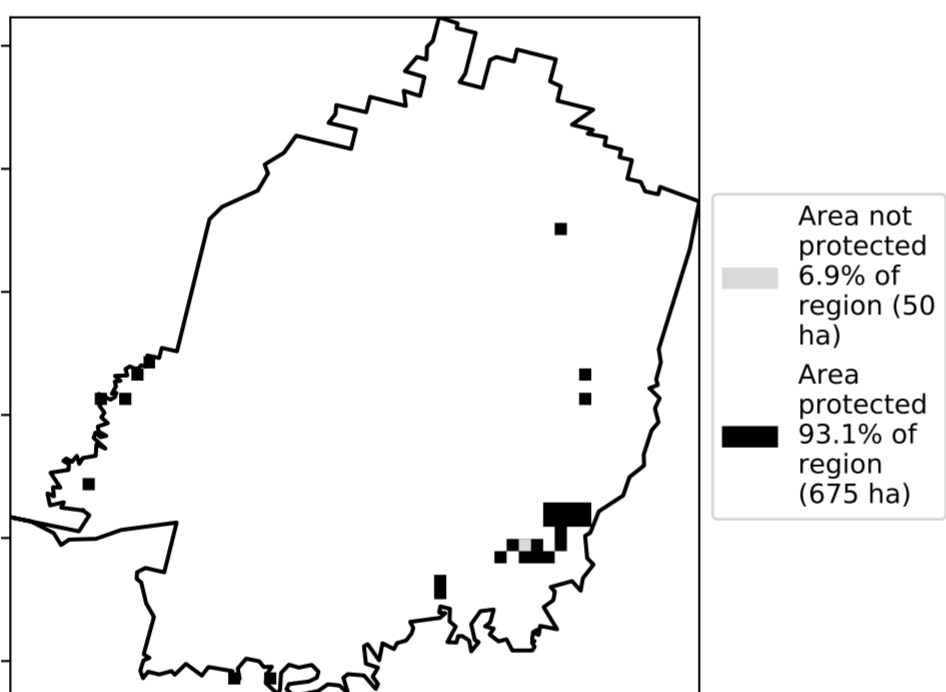 Area not
protected
6.9% of
region (50
ha)
Area
protected
93.1% of
region
(675 ha)